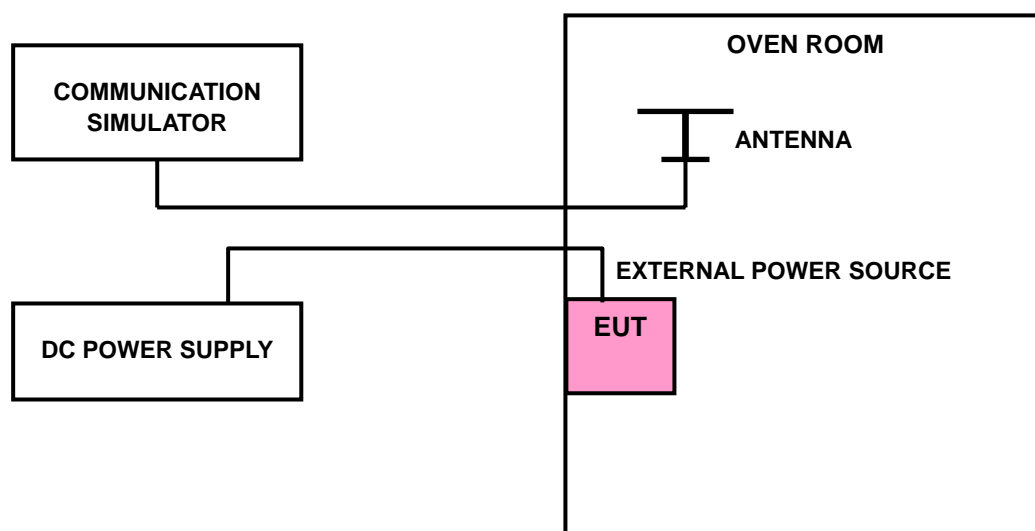 OVEN ROOM
COMMUNICATION
SIMULATOR
ANTENNA
EXTERNAL POWER SOURCE
EUT
DC POWER SUPPLY